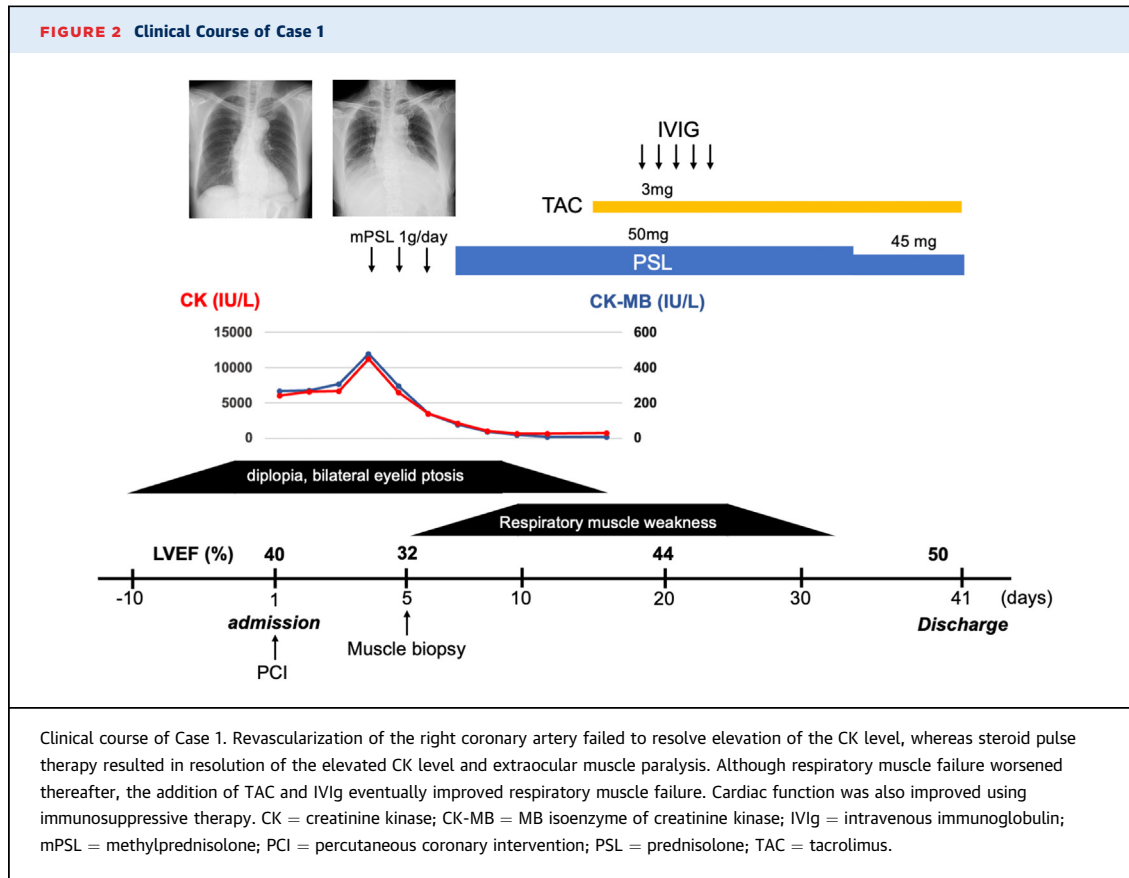 FIGURE 2 Clinical Course of Case 1
IVIG
3mg
TAC
mPSL 1g/day
50mg
45 mg
PSL
CK (IU/L)
CK-MB (IU/L)
15000
600
10000
400
5000
200
0
0
diplopia, bilateral eyelid ptosis
Respiratory muscle weakness
LVEF (%) 40 32 44 50
-10 1 5 10 20 30 41 (days)
admission
Discharge
Muscle biopsy
PCI
Clinical course of Case 1. Revascularization of the right coronary artery failed to resolve elevation of the CK level, whereas steroid pulse
therapy resulted in resolution of the elevated CK level and extraocular muscle paralysis. Although respiratory muscle failure worsened
thereafter, the addition of TAC and IVIg eventually improved respiratory muscle failure. Cardiac function was also improved using
immunosuppressive therapy. CK = creatinine kinase; CK-MB = MB isoenzyme of creatinine kinase; IVIg = intravenous immunoglobulin;
mPSL = methylprednisolone; PCI = percutaneous coronary intervention; PSL = prednisolone; TAC = tacrolimus.